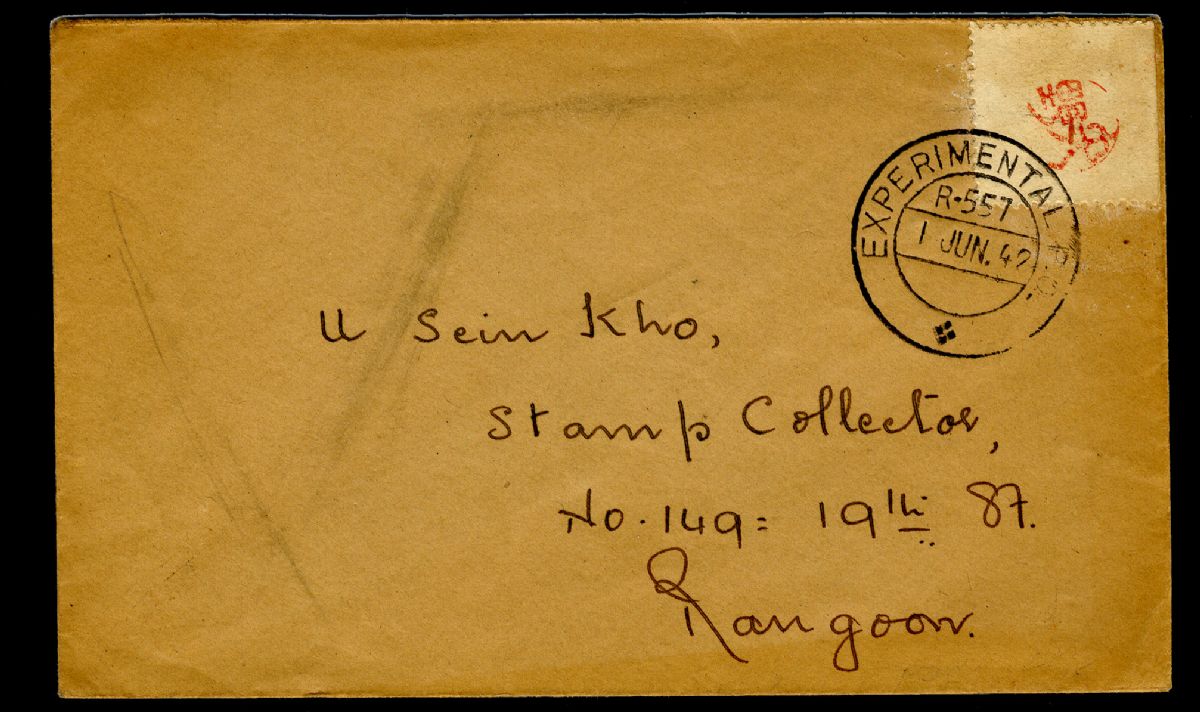 EXPERIMENTAL P.O.
R-557
1 JUN. 42
U Sein Kho,
Stamp Collector,
No. 149 = 19th St.
Rangoon.